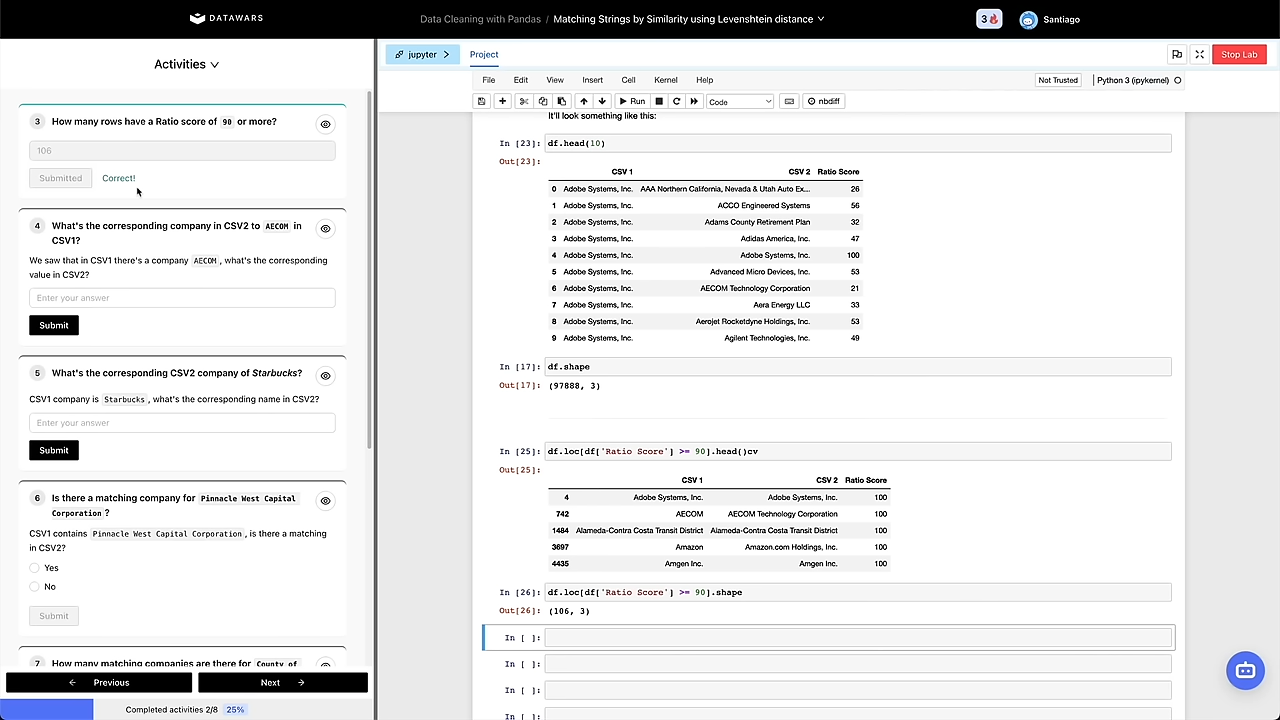 DATAWARS
Data Cleaning with Pandas / Matching Strings by Similarity using Levenshtein distance
3
Santiago
Activities
jupyter
Project
Stop Lab
File Edit View Insert Cell Kernel Help
Not Trusted
Python 3 (ipykernel)
Run
Code
nbdiff
3 How many rows have a Ratio score of 90 or more?
106
Submitted
Correct!
4 What's the corresponding company in CSV2 to AECOM in
CSV1?
We saw that in CSV1 there's a company AECOM, what's the corresponding
value in CSV2?
Enter your answer
Submit
5 What's the corresponding CSV2 company of Starbucks?
CSV1 company is Starbucks, what's the corresponding name in CSV2?
Enter your answer
Submit
6 Is there a matching company for Pinnacle West Capital
Corporation ?
CSV1 contains Pinnacle West Capital Corporation, is there a matching
in CSV2?
Yes
No
Submit
7 How many matching companies are there for County of
Previous
Next
Completed activities 2/8 25%
It'll look something like this:
In [23]: df.head(10)
Out[23]:
CSV 1 CSV 2 Ratio Score
0 Adobe Systems, Inc. AAA Northern California, Nevada & Utah Auto Ex... 26
1 Adobe Systems, Inc. ACCO Engineered Systems 56
2 Adobe Systems, Inc. Adams County Retirement Plan 32
3 Adobe Systems, Inc. Adidas America, Inc. 47
4 Adobe Systems, Inc. Adobe Systems, Inc. 100
5 Adobe Systems, Inc. Advanced Micro Devices, Inc. 53
6 Adobe Systems, Inc. AECOM Technology Corporation 21
7 Adobe Systems, Inc. Aera Energy LLC 33
8 Adobe Systems, Inc. Aerojet Rocketdyne Holdings, Inc. 53
9 Adobe Systems, Inc. Agilent Technologies, Inc. 49
In [17]: df.shape
Out[17]: (97888, 3)
In [25]: df.loc[df['Ratio Score'] >= 90].head()cv
Out[25]:
CSV 1 CSV 2 Ratio Score
4 Adobe Systems, Inc. Adobe Systems, Inc. 100
742 AECOM AECOM Technology Corporation 100
1484 Alameda-Contra Costa Transit District Alameda-Contra Costa Transit District 100
3697 Amazon Amazon.com Holdings, Inc. 100
4435 Amgen Inc. Amgen Inc. 100
In [26]: df.loc[df['Ratio Score'] >= 90].shape
Out[26]: (106, 3)
In [ ]:
In [ ]:
In [ ]:
In [ ]: